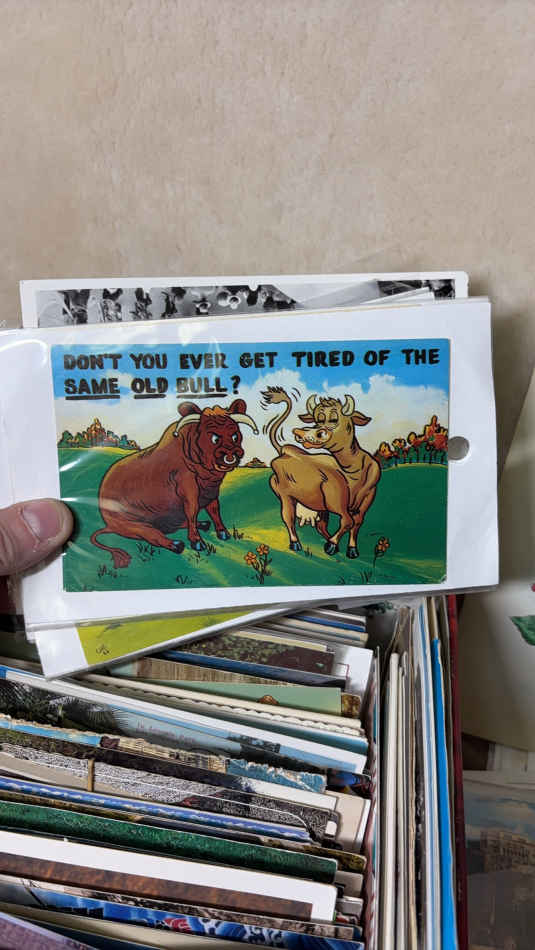 DON'T YOU EVER GET TIRED OF THE
SAME OLD BULL?